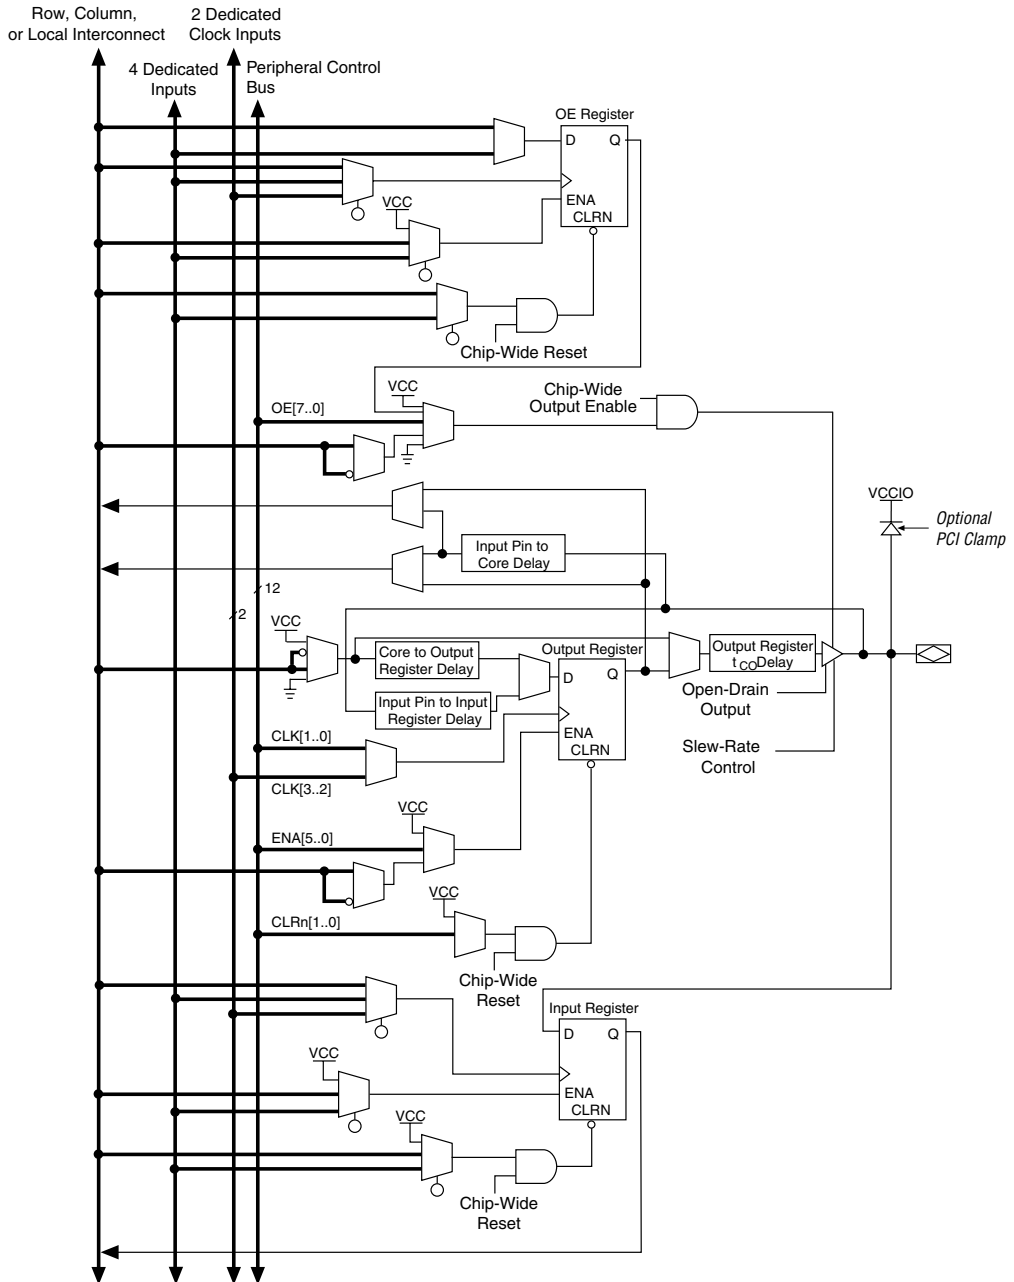 Row, Column,
or Local Interconnect
2 Dedicated
Clock Inputs
4 Dedicated
Inputs
Peripheral Control
Bus
OE Register
D
Q
ENA
CLRN
VCC
Chip-Wide Reset
VCC
OE[7..0]
Chip-Wide
Output Enable
VCCIO
Optional
PCI Clamp
Input Pin to
Core Delay
12
2
VCC
Core to Output
Register Delay
Input Pin to Input
Register Delay
Output Register
D
Q
ENA
CLRN
Output Register
t CO Delay
Open-Drain
Output
Slew-Rate
Control
CLK[1..0]
CLK[3..2]
VCC
ENA[5..0]
VCC
CLRn[1..0]
Chip-Wide
Reset
Input Register
D
Q
ENA
CLRN
VCC
VCC
Chip-Wide
Reset